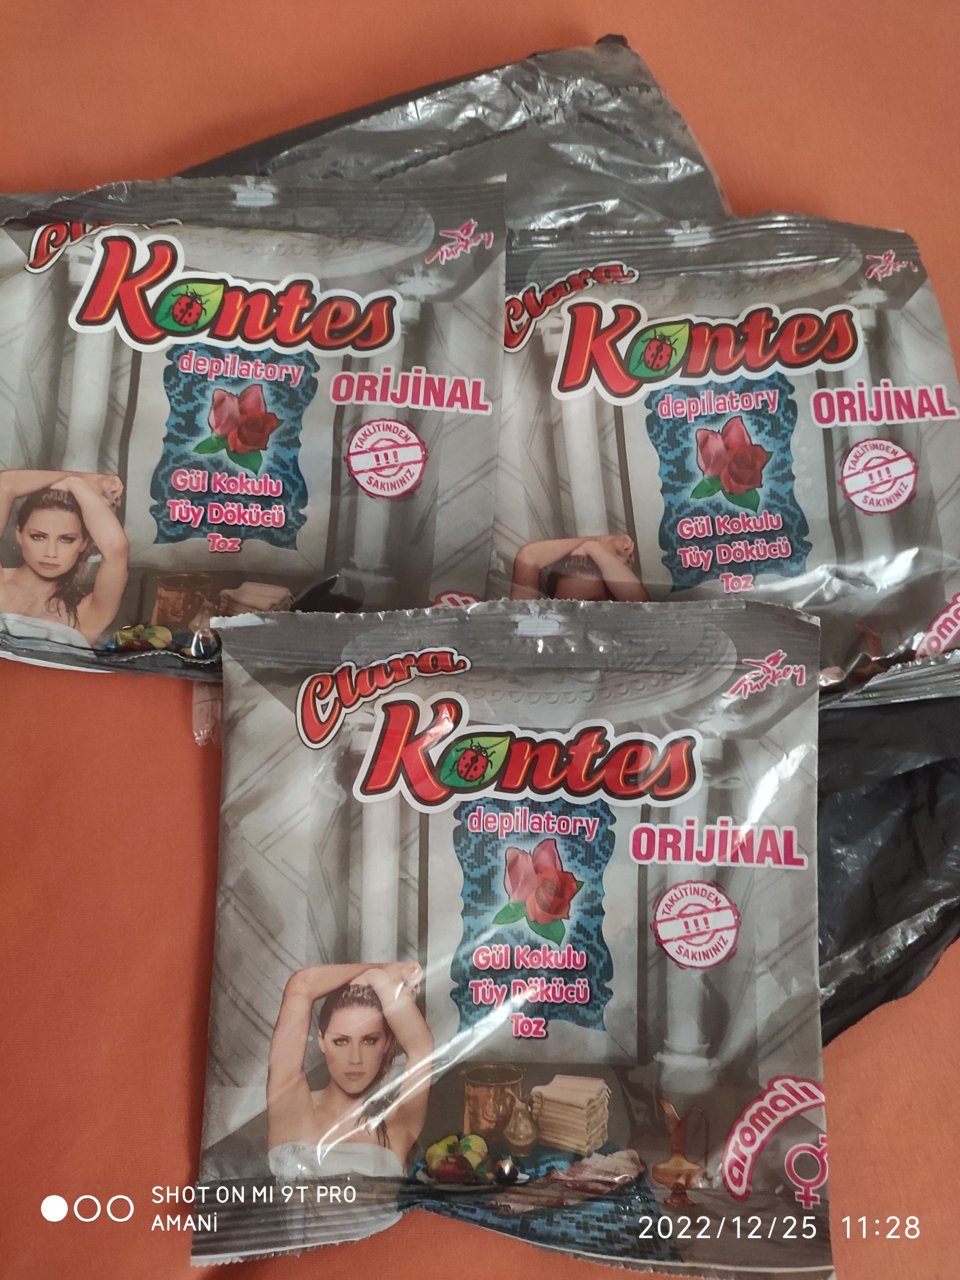 Clara
Kontes
depilatory
ORİJİNAL
TAKLİTİNDEN
!!!
SAKININIZ
Gül Kokulu
Tüy Dökücü
Toz
Turkey
Clara
Kontes
depilatory
ORİJİNAL
TAKLİTİNDEN
!!!
SAKININIZ
Gül Kokulu
Tüy Dökücü
Toz
Turkey
Clara
Kontes
depilatory
ORİJİNAL
TAKLİTİNDEN
!!!
SAKININIZ
Gül Kokulu
Tüy Dökücü
Toz
aromalı
Turkey
SHOT ON MI 9T PRO
AMANİ
2022/12/25 11:28